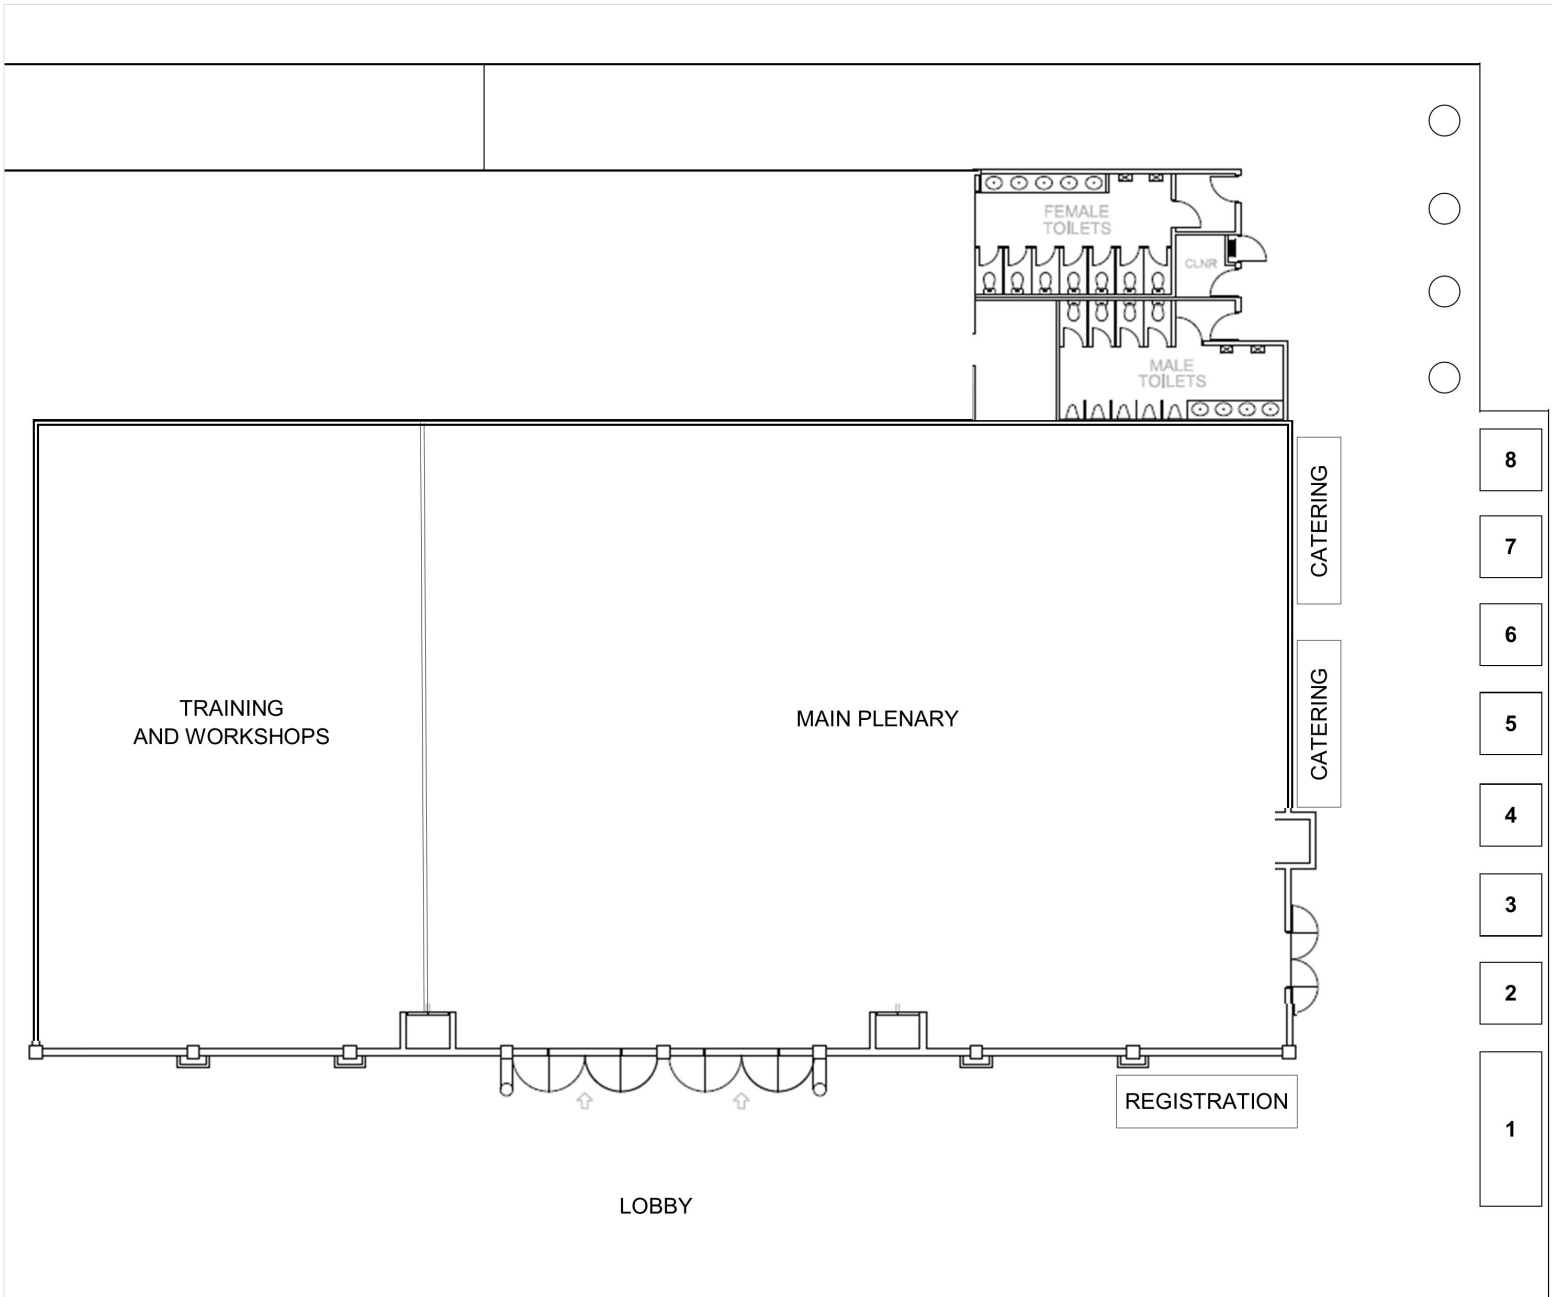 FEMALE
TOILETS
CLNR
MALE
TOILETS
CATERING
8
7
6
TRAINING
AND WORKSHOPS
MAIN PLENARY
CATERING
5
4
3
2
REGISTRATION
1
LOBBY